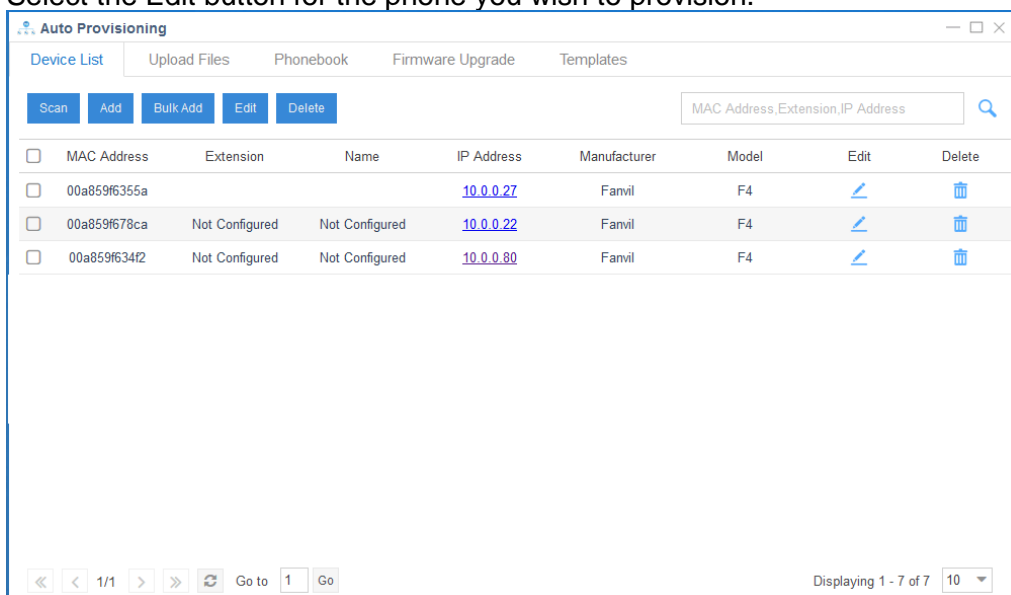 Select the Edit button for the phone you wish to provision.
Auto Provisioning
Device List Upload Files Phonebook Firmware Upgrade Templates
Scan Add Bulk Add Edit Delete MAC Address,Extension,IP Address
MAC Address Extension Name IP Address Manufacturer Model Edit Delete
00a859f6355a 10.0.0.27 Fanvil F4
00a859f678ca Not Configured Not Configured 10.0.0.22 Fanvil F4
00a859f634f2 Not Configured Not Configured 10.0.0.80 Fanvil F4
1/1 Go to 1 Go Displaying 1 - 7 of 7 10